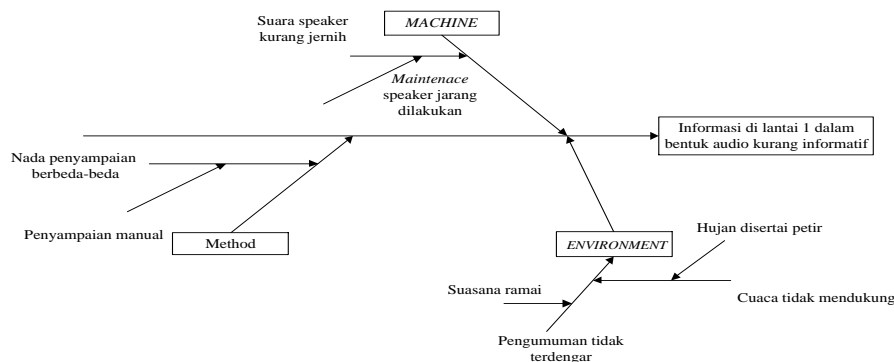 Suara speaker
kurang jernih
MACHINE
Maintenace
speaker jarang
dilakukan
Informasi di lantai 1 dalam
bentuk audio kurang informatif
Nada penyampaian
berbeda-beda
Penyampaian manual
Method
ENVIRONMENT
Hujan disertai petir
Suasana ramai
Cuaca tidak mendukung
Pengumuman tidak
terdengar